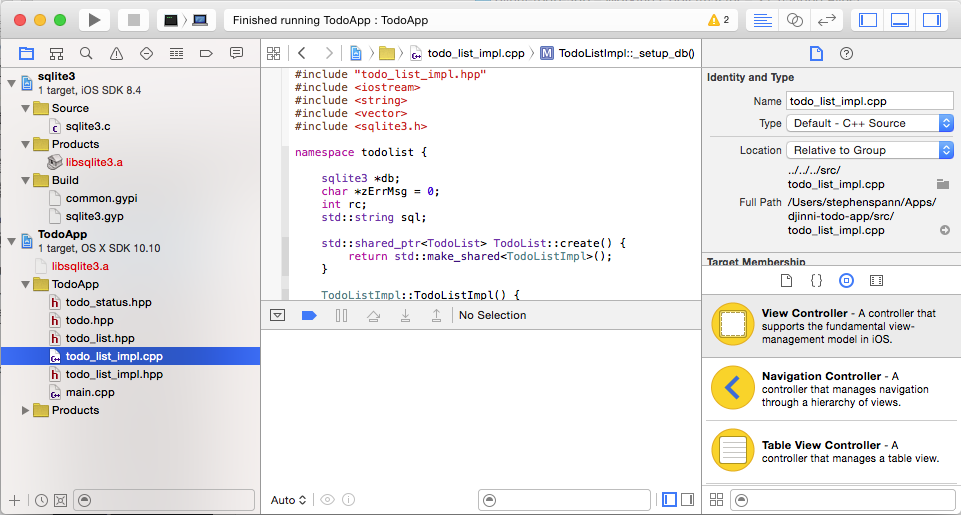 Finished running TodoApp : TodoApp
2
sqlite3
1 target, iOS SDK 8.4
Source
sqlite3.c
Products
libsqlite3.a
Build
common.gypi
sqlite3.gyp
TodoApp
1 target, OS X SDK 10.10
libsqlite3.a
TodoApp
todo_status.hpp
todo.hpp
todo_list.hpp
todo_list_impl.cpp
todo_list_impl.hpp
main.cpp
Products
todo_list_impl.cpp
M TodoListImpl::_setup_db()
#include "todo_list_impl.hpp"
#include <iostream>
#include <string>
#include <vector>
#include <sqlite3.h>
namespace todolist {
sqlite3 *db;
char *zErrMsg = 0;
int rc;
std::string sql;
std::shared_ptr<TodoList> TodoList::create() {
return std::make_shared<TodoListImpl>();
}
TodoListImpl::TodoListImpl() {
No Selection
Auto
Identity and Type
Name todo_list_impl.cpp
Type Default - C++ Source
Location Relative to Group
../../../src/
todo_list_impl.cpp
Full Path /Users/stephenspann/Apps/
djinni-todo-app/src/
todo_list_impl.cpp
Target Membership
View Controller - A controller that
supports the fundamental view-
management model in iOS.
Navigation Controller - A
controller that manages navigation
through a hierarchy of views.
Table View Controller - A
controller that manages a table view.